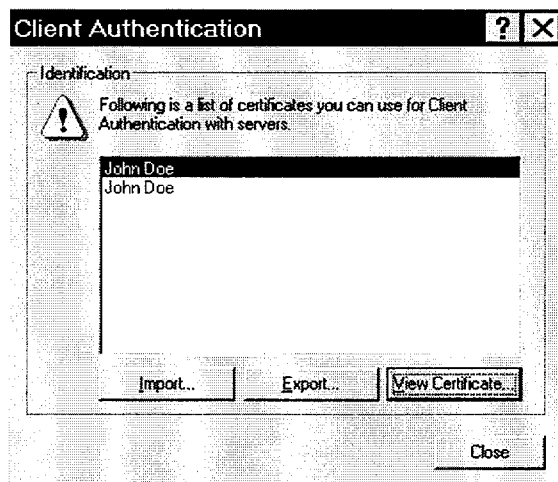 Client Authentication ? X
Identification
Following is a list of certificates you can use for Client
Authentication with servers.
John Doe
John Doe
Import... Export... View Certificate...
Close